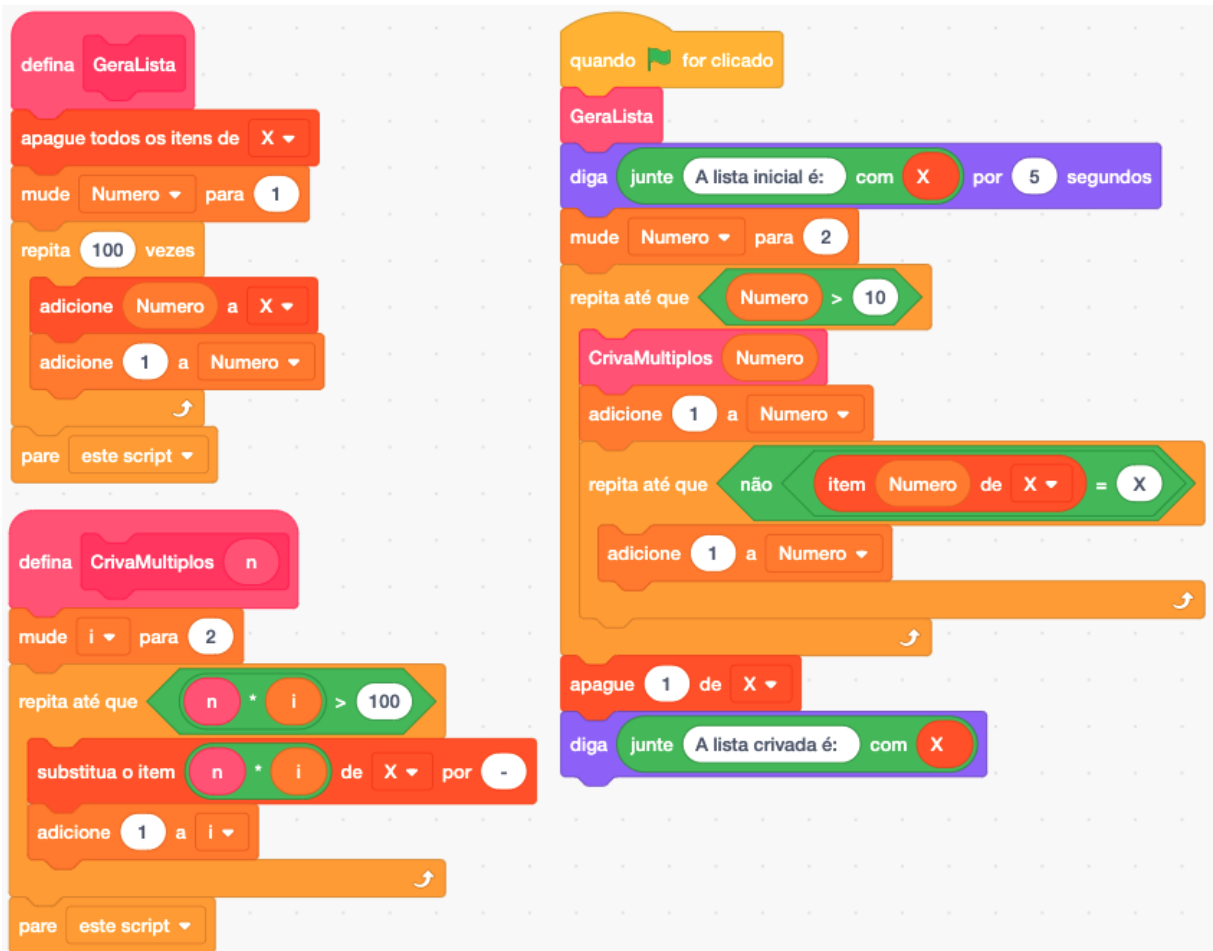 defina GeraLista
apague todos os itens de X
mude Numero para 1
repita 100 vezes
adicione Numero a X
adicione 1 a Numero
pare este script
defina CrivaMultiplos n
mude i para 2
repita até que n * i > 100
substitua o item n * i de X por -
adicione 1 a i
pare este script
quando for clicado
GeraLista
diga junte A lista inicial é: com X por 5 segundos
mude Numero para 2
repita até que Numero > 10
CrivaMultiplos Numero
adicione 1 a Numero
repita até que não item Numero de X = X
adicione 1 a Numero
apague 1 de X
diga junte A lista crivada é: com X